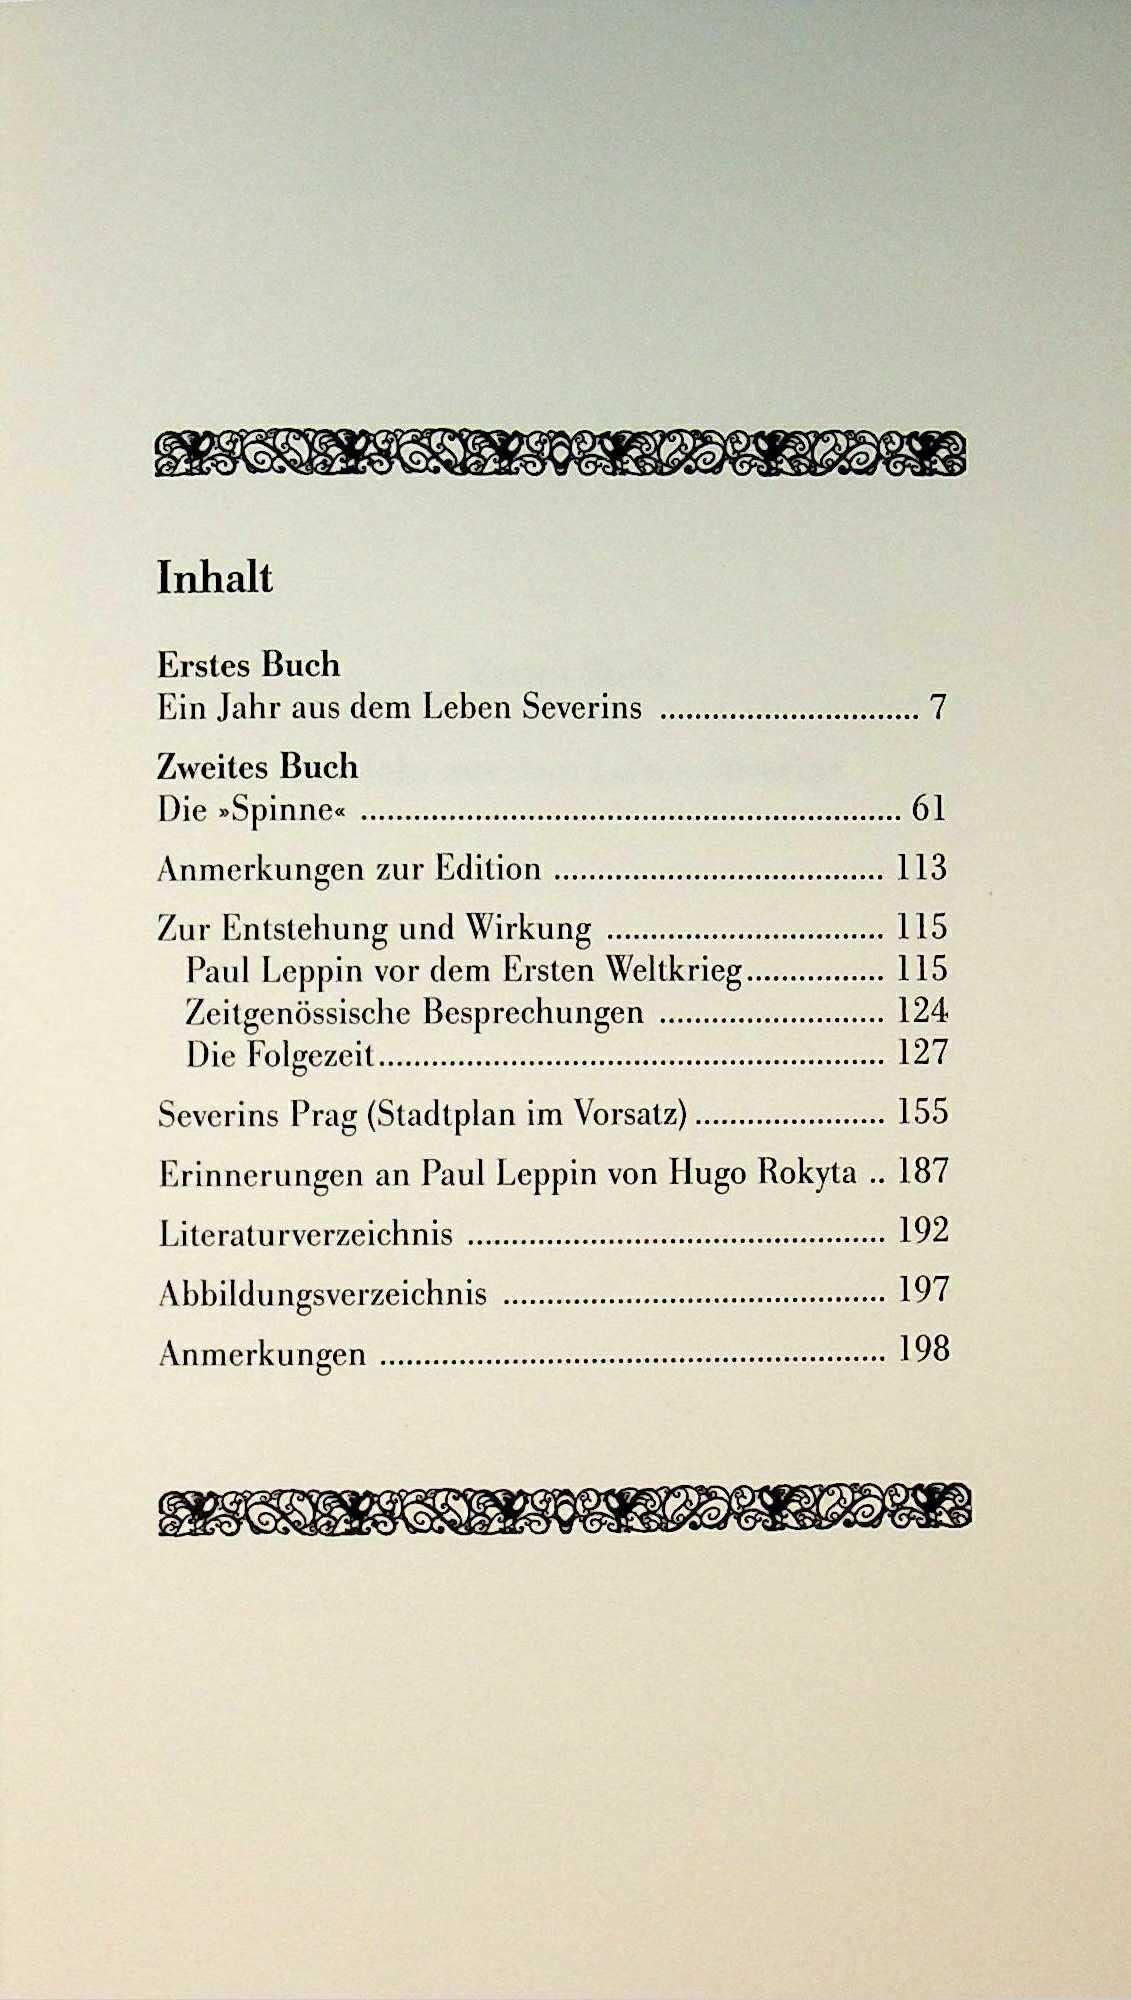 Inhalt
Erstes Buch
Ein Jahr aus dem Leben Severins .............................. 7
Zweites Buch
Die »Spinne« .............................................................. 61
Anmerkungen zur Edition ...................................... 113
Zur Entstehung und Wirkung ................................ 115
Paul Leppin vor dem Ersten Weltkrieg................ 115
Zeitgenössische Besprechungen .......................... 124
Die Folgezeit.......................................................... 127
Severins Prag (Stadtplan im Vorsatz)...................... 155
Erinnerungen an Paul Leppin von Hugo Rokyta .. 187
Literaturverzeichnis ................................................ 192
Abbildungsverzeichnis ............................................ 197
Anmerkungen .......................................................... 198